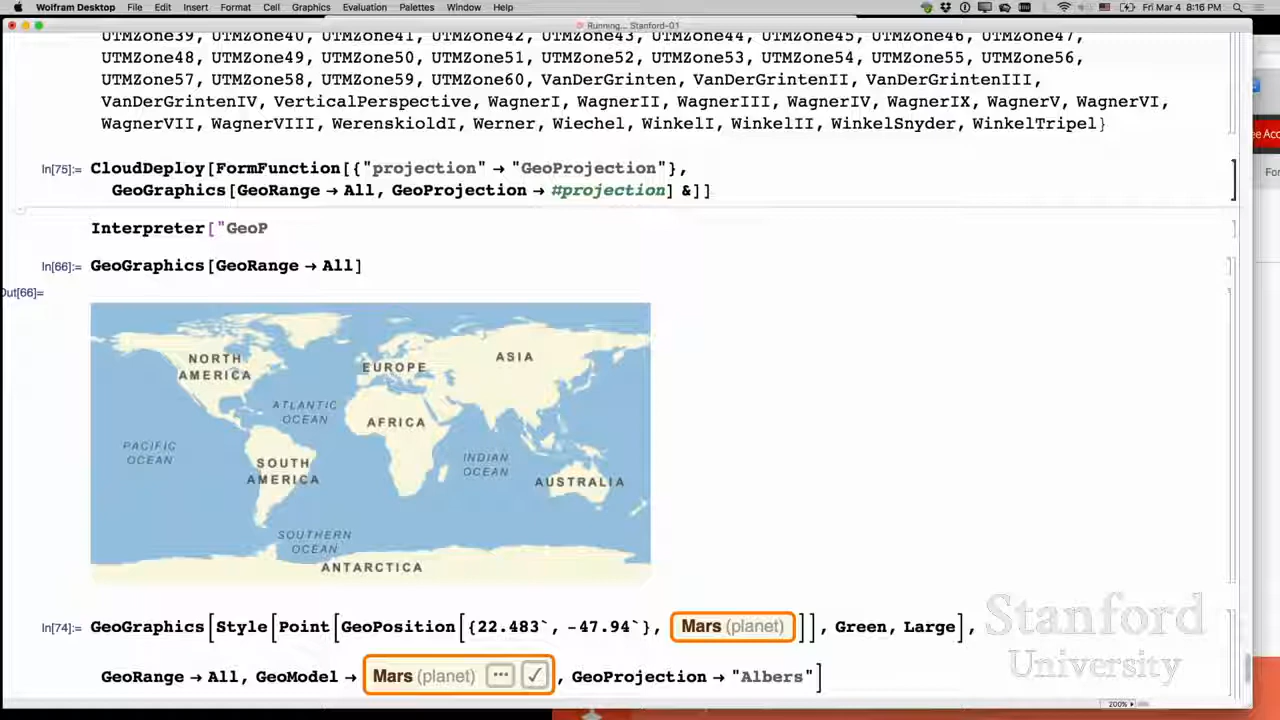 Wolfram Desktop File Edit Insert Format Cell Graphics Evaluation Palettes Window Help Fri Mar 4 8:16 PM
Running... Stanford-01
UTMZone39, UTMZone40, UTMZone41, UTMZone42, UTMZone43, UTMZone44, UTMZone45, UTMZone46, UTMZone47,
UTMZone48, UTMZone49, UTMZone50, UTMZone51, UTMZone52, UTMZone53, UTMZone54, UTMZone55, UTMZone56,
UTMZone57, UTMZone58, UTMZone59, UTMZone60, VanDerGrinten, VanDerGrintenII, VanDerGrintenIII,
VanDerGrintenIV, VerticalPerspective, WagnerI, WagnerII, WagnerIII, WagnerIV, WagnerIX, WagnerV, WagnerVI,
WagnerVII, WagnerVIII, WerenskioldI, Werner, Wiechel, WinkelI, WinkelII, WinkelSnyder, WinkelTripel}
In[75]:= CloudDeploy[FormFunction[{"projection" → "GeoProjection"},
GeoGraphics[GeoRange → All, GeoProjection → #projection] &]]
Interpreter["GeoP
In[66]:= GeoGraphics[GeoRange → All]
Out[66]=
NORTH AMERICA
EUROPE
ASIA
ATLANTIC OCEAN
AFRICA
PACIFIC OCEAN
INDIAN OCEAN
SOUTH AMERICA
AUSTRALIA
SOUTHERN OCEAN
ANTARCTICA
In[74]:= GeoGraphics[Style[Point[GeoPosition[{22.483`, -47.94`}, Mars (planet)]], Green, Large],
GeoRange → All, GeoModel → Mars (planet) ... ✓, GeoProjection → "Albers"]
Stanford
University
200%